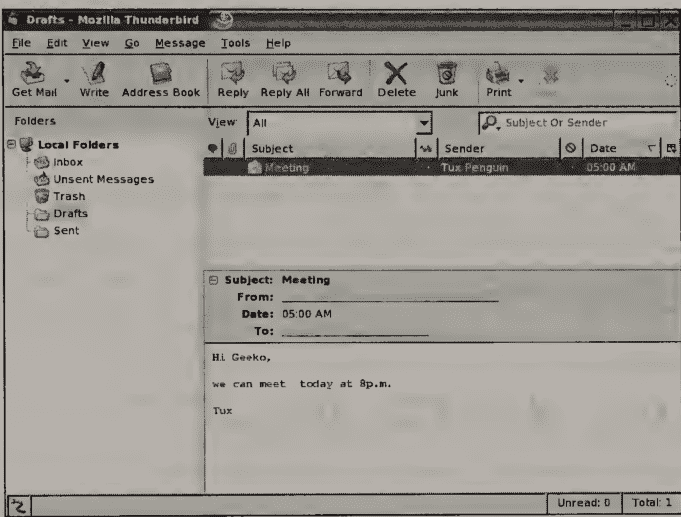 Drafts - Mozilla Thunderbird
File Edit View Go Message Tools Help
Get Mail Write Address Book Reply Reply All Forward Delete Junk Print
Folders
View: All Subject Or Sender
Local Folders
Inbox
Unsent Messages
Trash
Drafts
Sent
Subject Sender Date
Meeting Tux Penguin 05:00 AM
Subject: Meeting
From:
Date: 05:00 AM
To:
Hi Geeko,
we can meet today at 8p.m.
Tux
Unread: 0 Total: 1